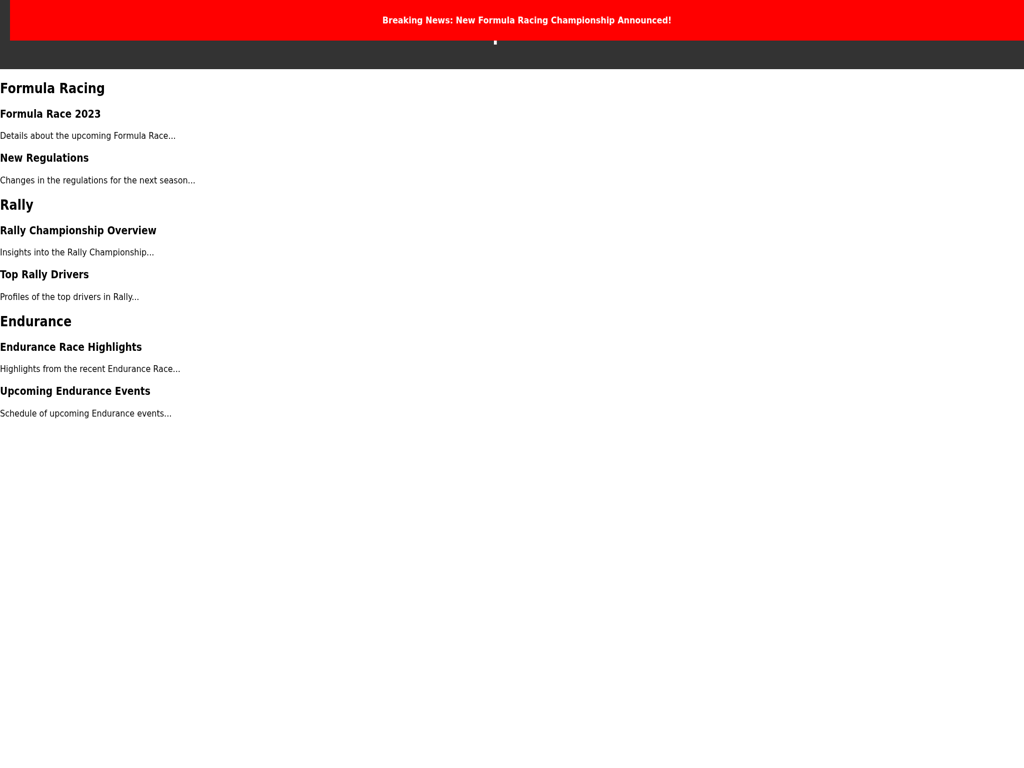 Breaking News: New Formula Racing Championship Announced!
Formula Racing
Formula Race 2023
Details about the upcoming Formula Race...
New Regulations
Changes in the regulations for the next season...
Rally
Rally Championship Overview
Insights into the Rally Championship...
Top Rally Drivers
Profiles of the top drivers in Rally...
Endurance
Endurance Race Highlights
Highlights from the recent Endurance Race...
Upcoming Endurance Events
Schedule of upcoming Endurance events...